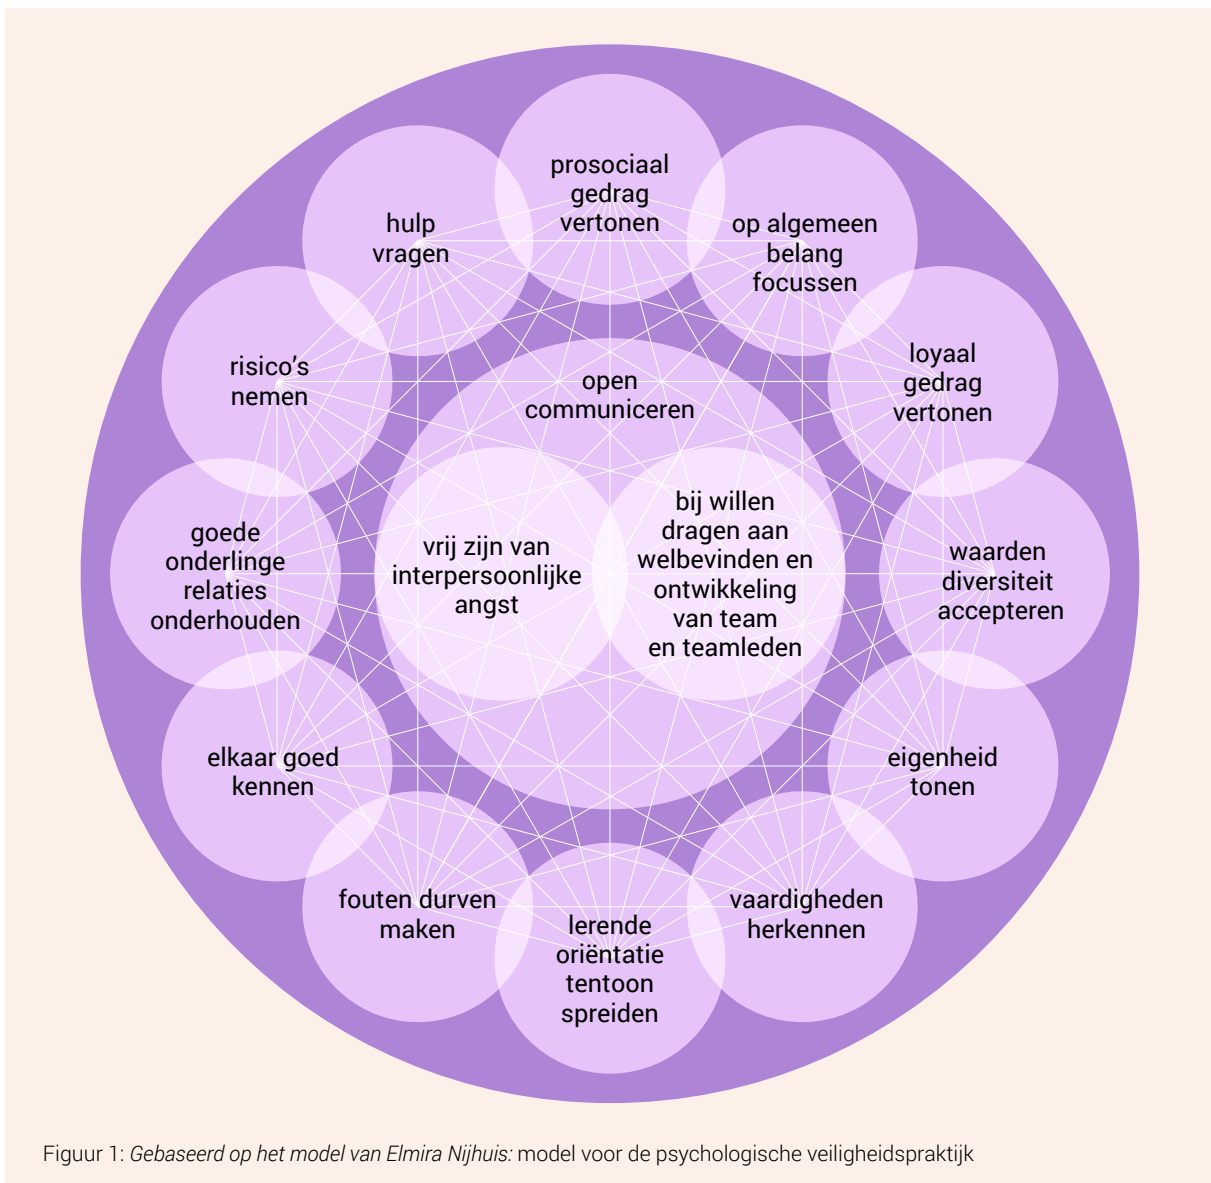 prosociaal
gedrag
vertonen
op algemeen
belang
focussen
loyaal
gedrag
vertonen
waarden
diversiteit
accepteren
eigenheid
tonen
vaardigheden
herkennen
lerende
oriëntatie
tentoon
spreiden
fouten durven
maken
elkaar goed
kennen
goede
onderlinge
relaties
onderhouden
risico’s
nemen
hulp
vragen
open
communiceren
vrij zijn van
interpersoonlijke
angst
bij willen
dragen aan
welbevinden en
ontwikkeling
van team
en teamleden
Figuur 1: Gebaseerd op het model van Elmira Nijhuis: model voor de psychologische veiligheidspraktijk